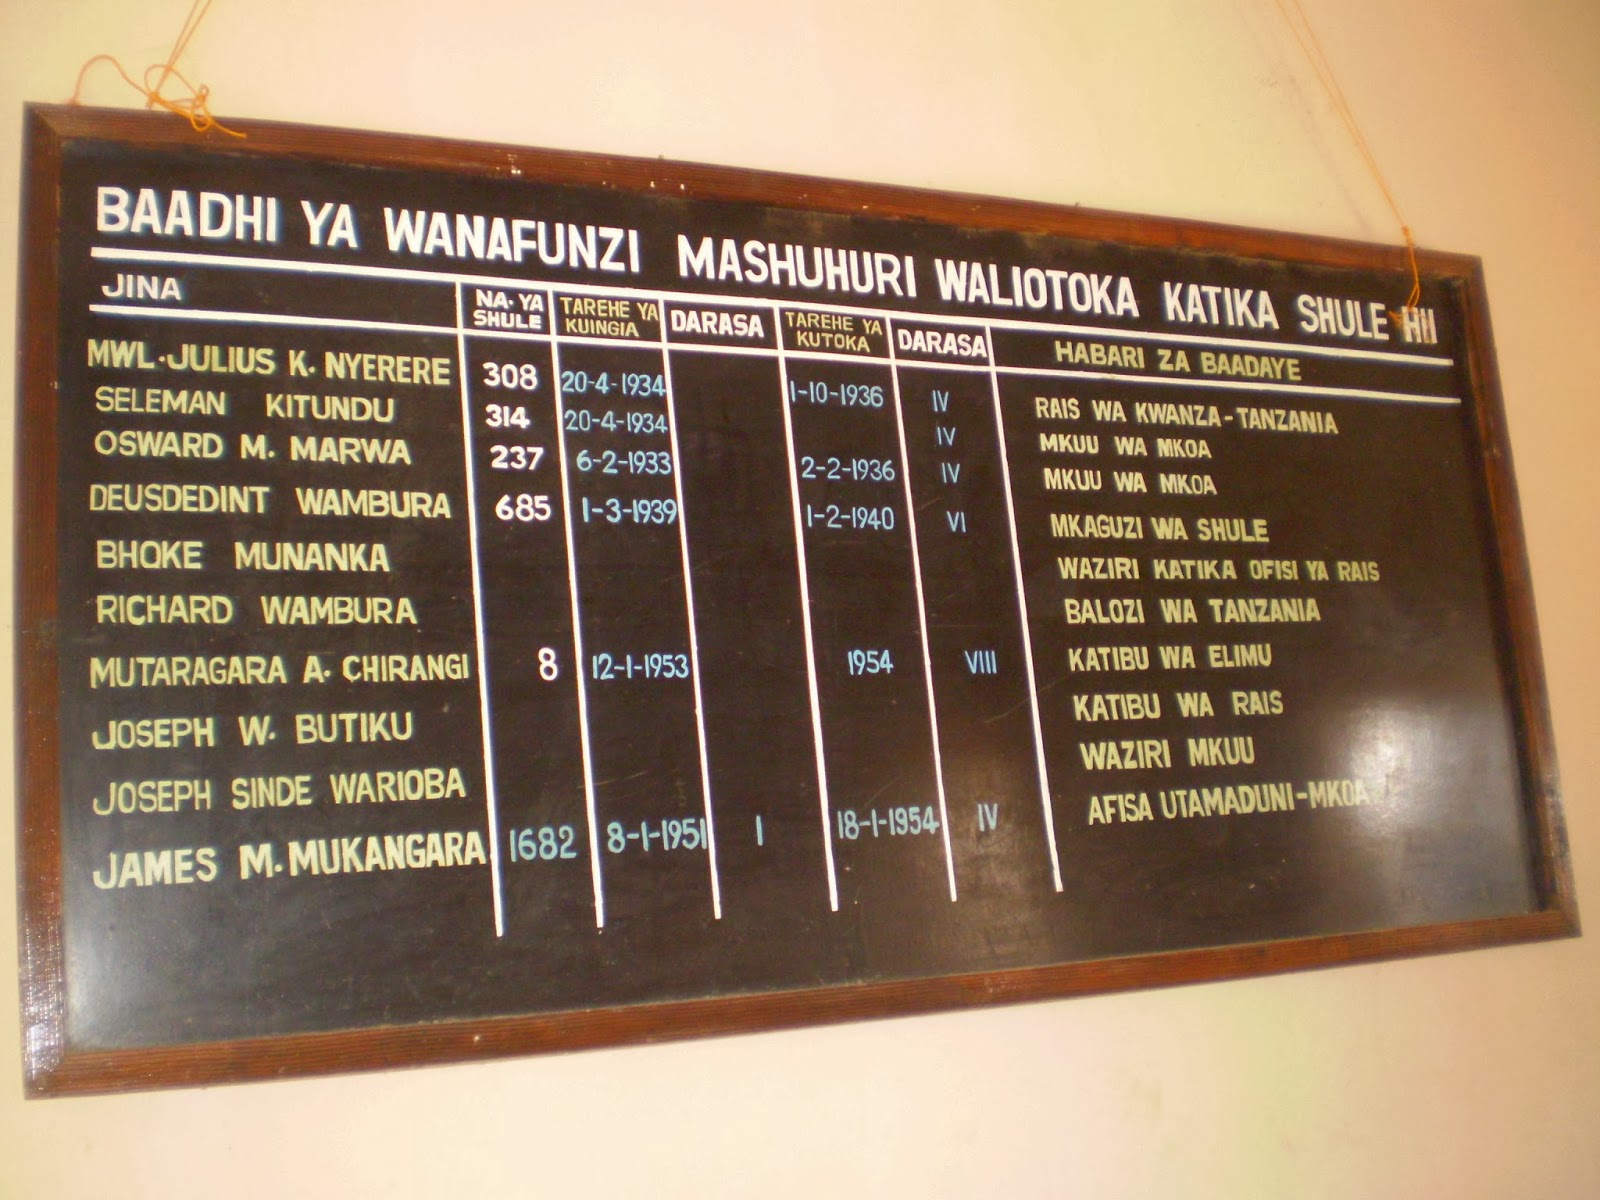 BAADHI YA WANAFUNZI MASHUHURI WALIOTOKA KATIKA SHULE HII
JINA NA. YA SHULE TAREHE YA KUINGIA DARASA TAREHE YA KUTOKA DARASA HABARI ZA BAADAYE
MWL. JULIUS K. NYERERE 308 20-4-1934 1-10-1936 IV RAIS WA KWANZA-TANZANIA
SELEMAN KITUNDU 314 20-4-1934 IV MKUU WA MKOA
OSWARD M. MARWA 237 6-2-1933 2-2-1936 IV MKUU WA MKOA
DEUSDEDINT WAMBURA 685 1-3-1939 1-2-1940 VI MKAGUZI WA SHULE
BHOKE MUNANKA WAZIRI KATIKA OFISI YA RAIS
RICHARD WAMBURA BALOZI WA TANZANIA
MUTARAGARA A. CHIRANGI 8 12-1-1953 1954 VIII KATIBU WA ELIMU
JOSEPH W. BUTIKU KATIBU WA RAIS
JOSEPH SINDE WARIOBA WAZIRI MKUU
JAMES M. MUKANGARA 1682 8-1-1951 I 18-1-1954 IV AFISA UTAMADUNI-MKOA